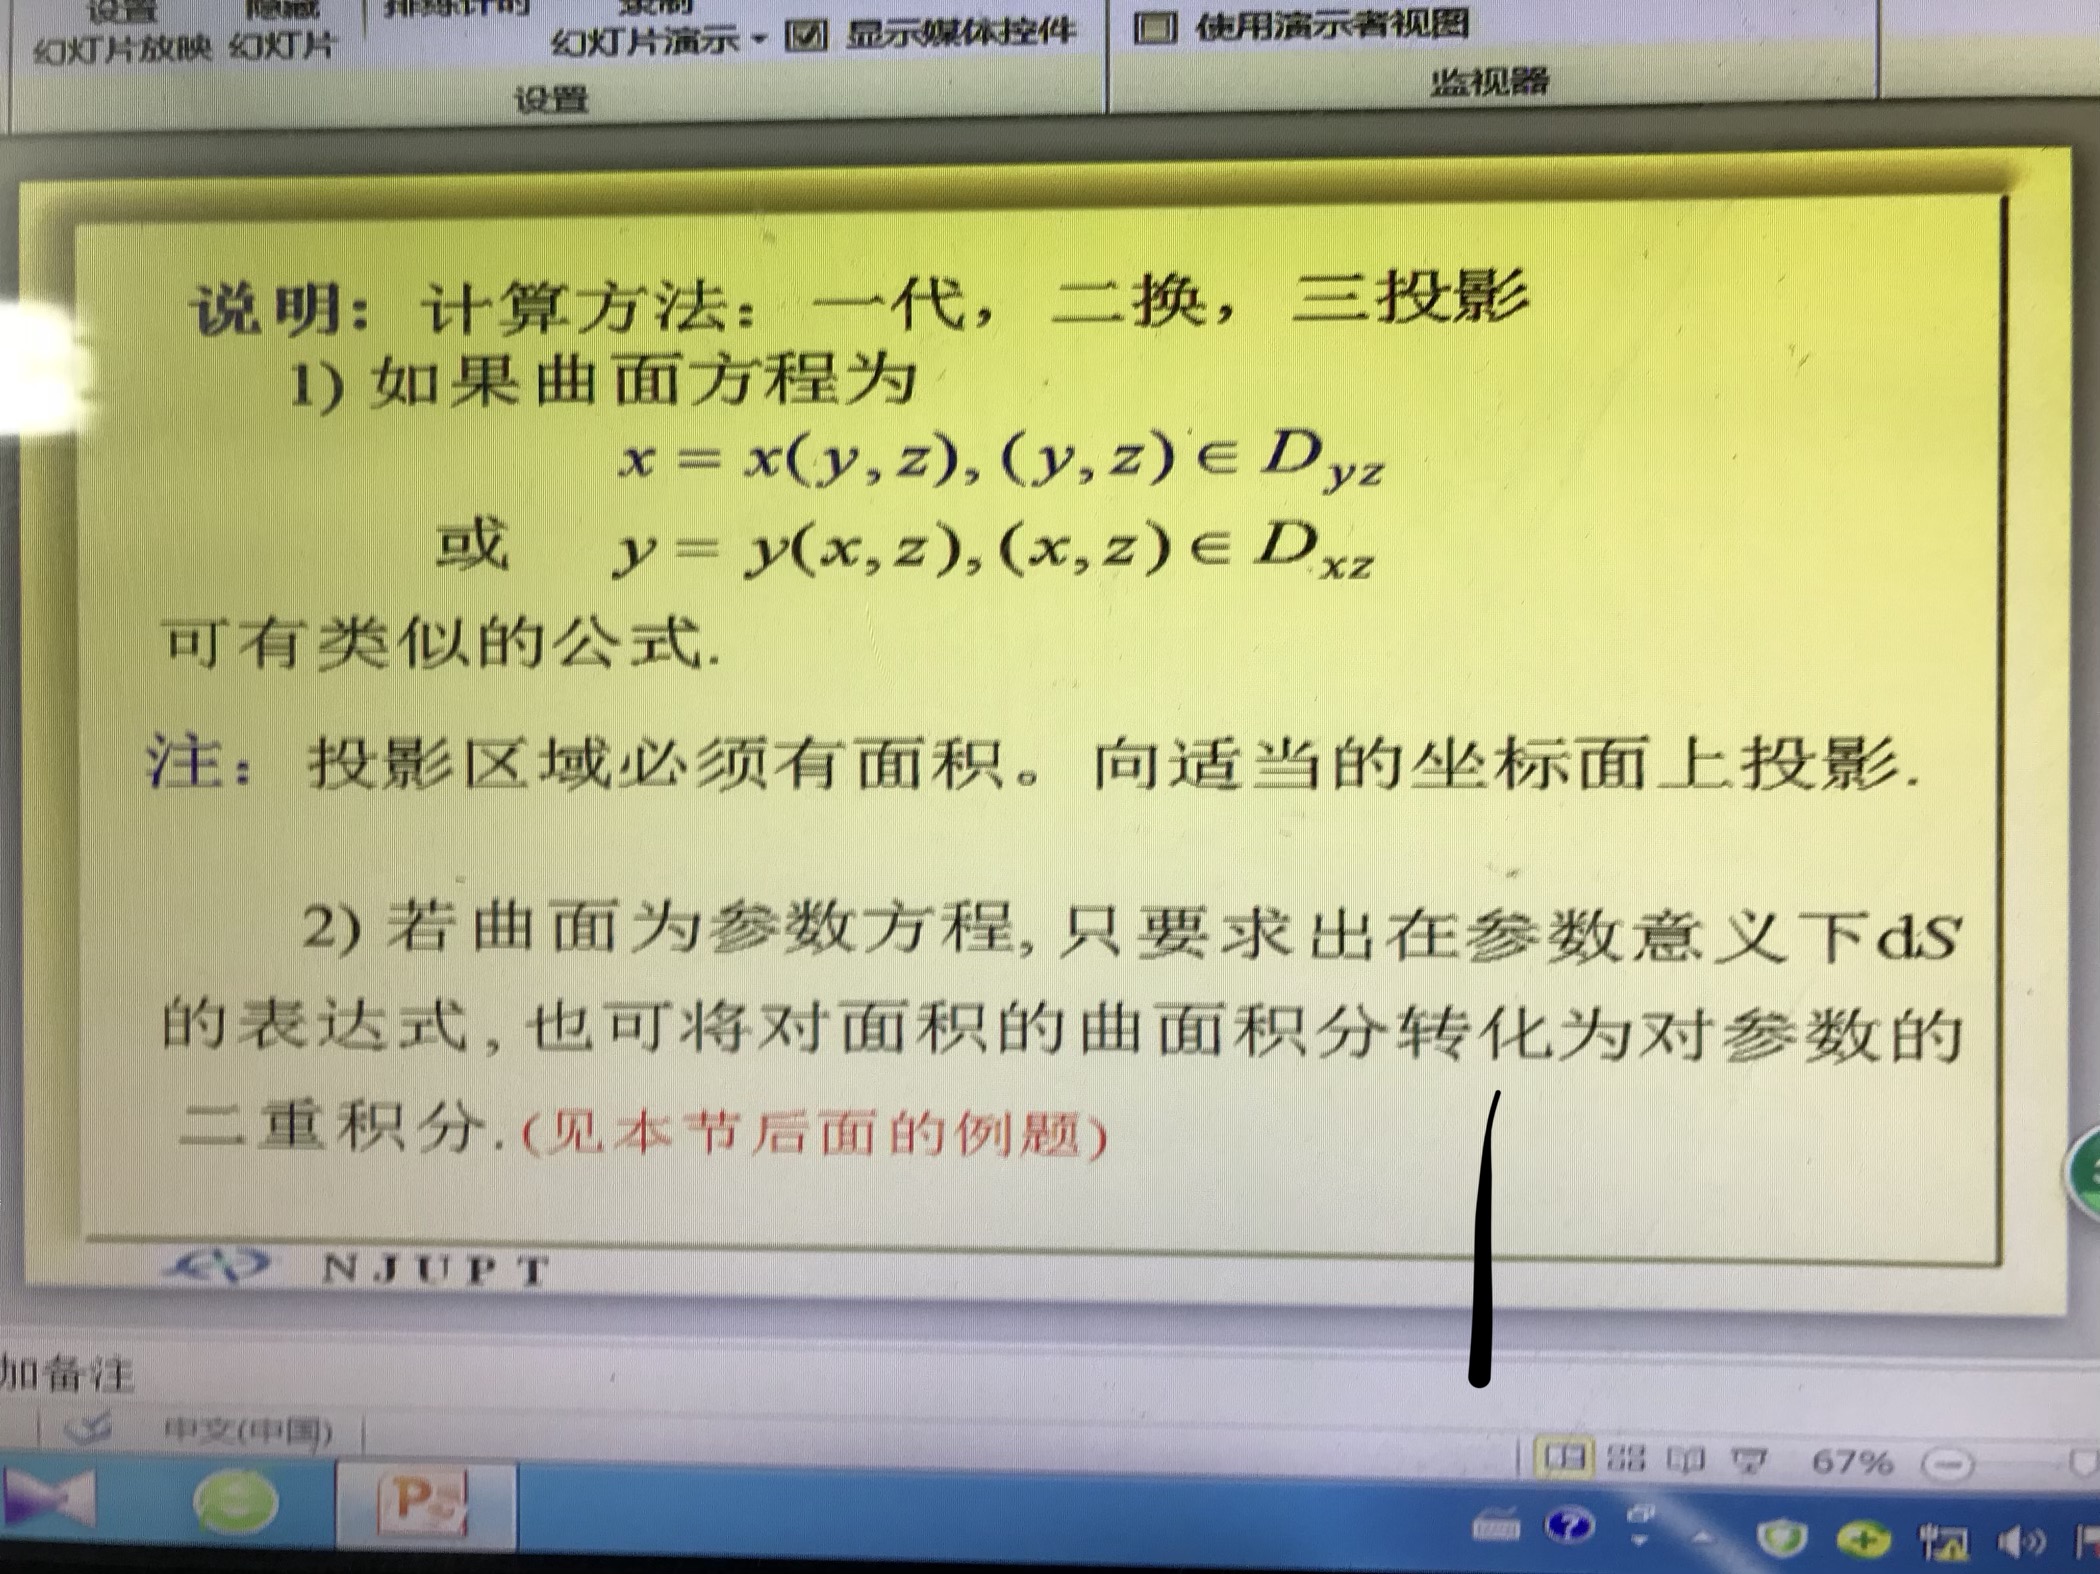 设置 隐藏 排练计时 录制
幻灯片放映 幻灯片 幻灯片演示 显示媒体控件 使用演示者视图
设置 监视器
说明：计算方法：一代，二换，三投影
1) 如果曲面方程为
x = x(y, z), (y, z) ∈ D_yz
或 y = y(x, z), (x, z) ∈ D_xz
可有类似的公式.
注：投影区域必须有面积。向适当的坐标面上投影.
2) 若曲面为参数方程, 只要求出在参数意义下dS
的表达式, 也可将对面积的曲面积分转化为对参数的
二重积分.(见本节后面的例题)
NJUPT
加备注
中文(中国) 67%